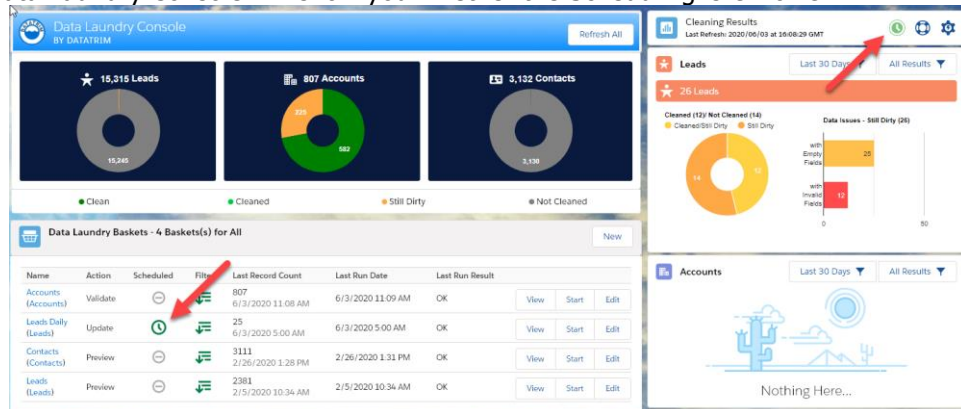 Data Laundry Console
BY DATATRIM
Refresh All
15,315 Leads
807 Accounts
3,132 Contacts
15,245
225
582
3,130
Clean
Cleaned
Still Dirty
Not Cleaned
Data Laundry Baskets - 4 Baskets(s) for All
New
Name Action Scheduled Filter Last Record Count Last Run Date Last Run Result
Accounts (Accounts) Validate 807 6/3/2020 11:08 AM 6/3/2020 11:09 AM OK View Start Edit
Leads Daily (Leads) Update 25 6/3/2020 5:00 AM 6/3/2020 5:00 AM OK View Start Edit
Contacts (Contacts) Preview 3111 2/26/2020 1:28 PM 2/26/2020 1:31 PM OK View Start Edit
Leads (Leads) Preview 2381 2/5/2020 10:34 AM 2/5/2020 10:34 AM OK View Start Edit
Cleaning Results
Last Refresh: 2020/06/03 at 16:08:29 GMT
Leads
Last 30 Days
All Results
26 Leads
Cleaned (12)/ Not Cleaned (14)
Cleaned/Still Dirty
Still Dirty
14
12
Data Issues - Still Dirty (26)
with Empty Fields
25
with Invalid Fields
12
0
50
Accounts
Last 30 Days
All Results
Nothing Here...